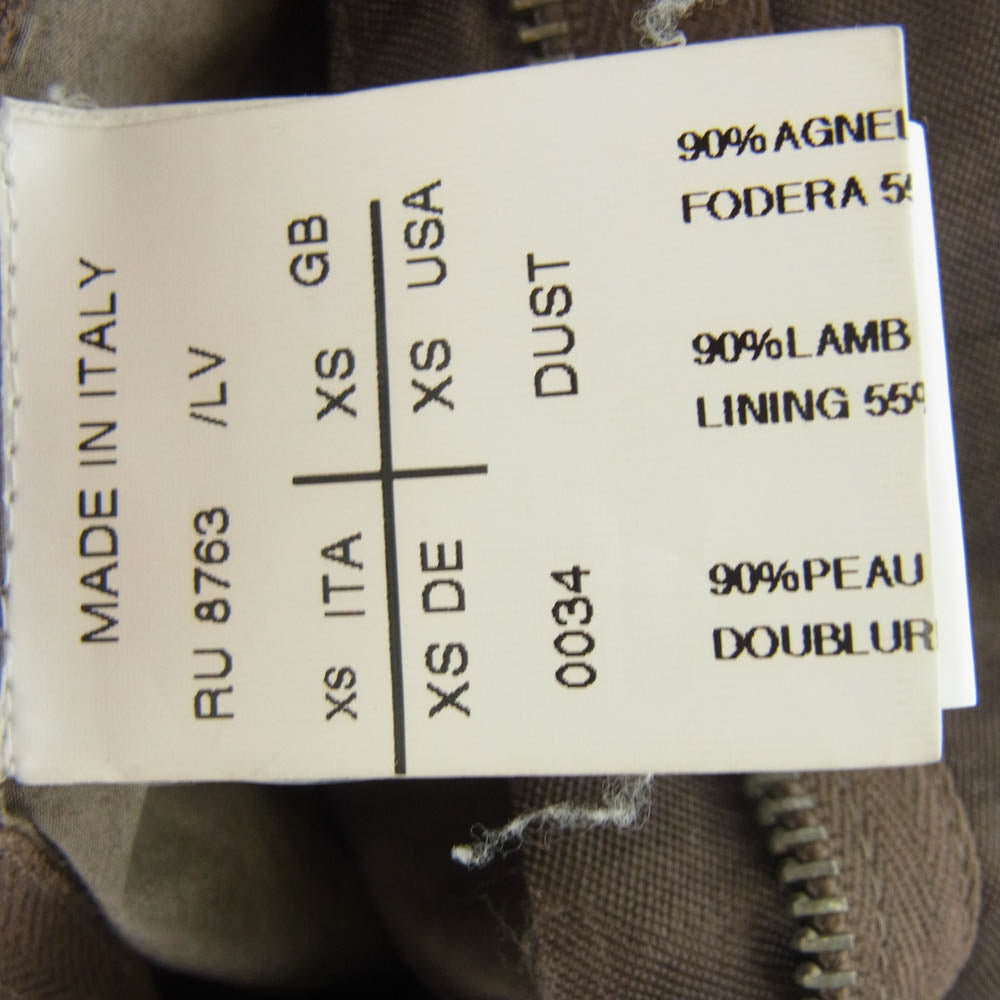 MADE IN ITALY
RU 8763 /LV
XS ITA XS GB
XS DE XS USA
0034 DUST
90%AGNEL
FODERA 55
90%LAMB
LINING 55%
90%PEAU
DOUBLUR